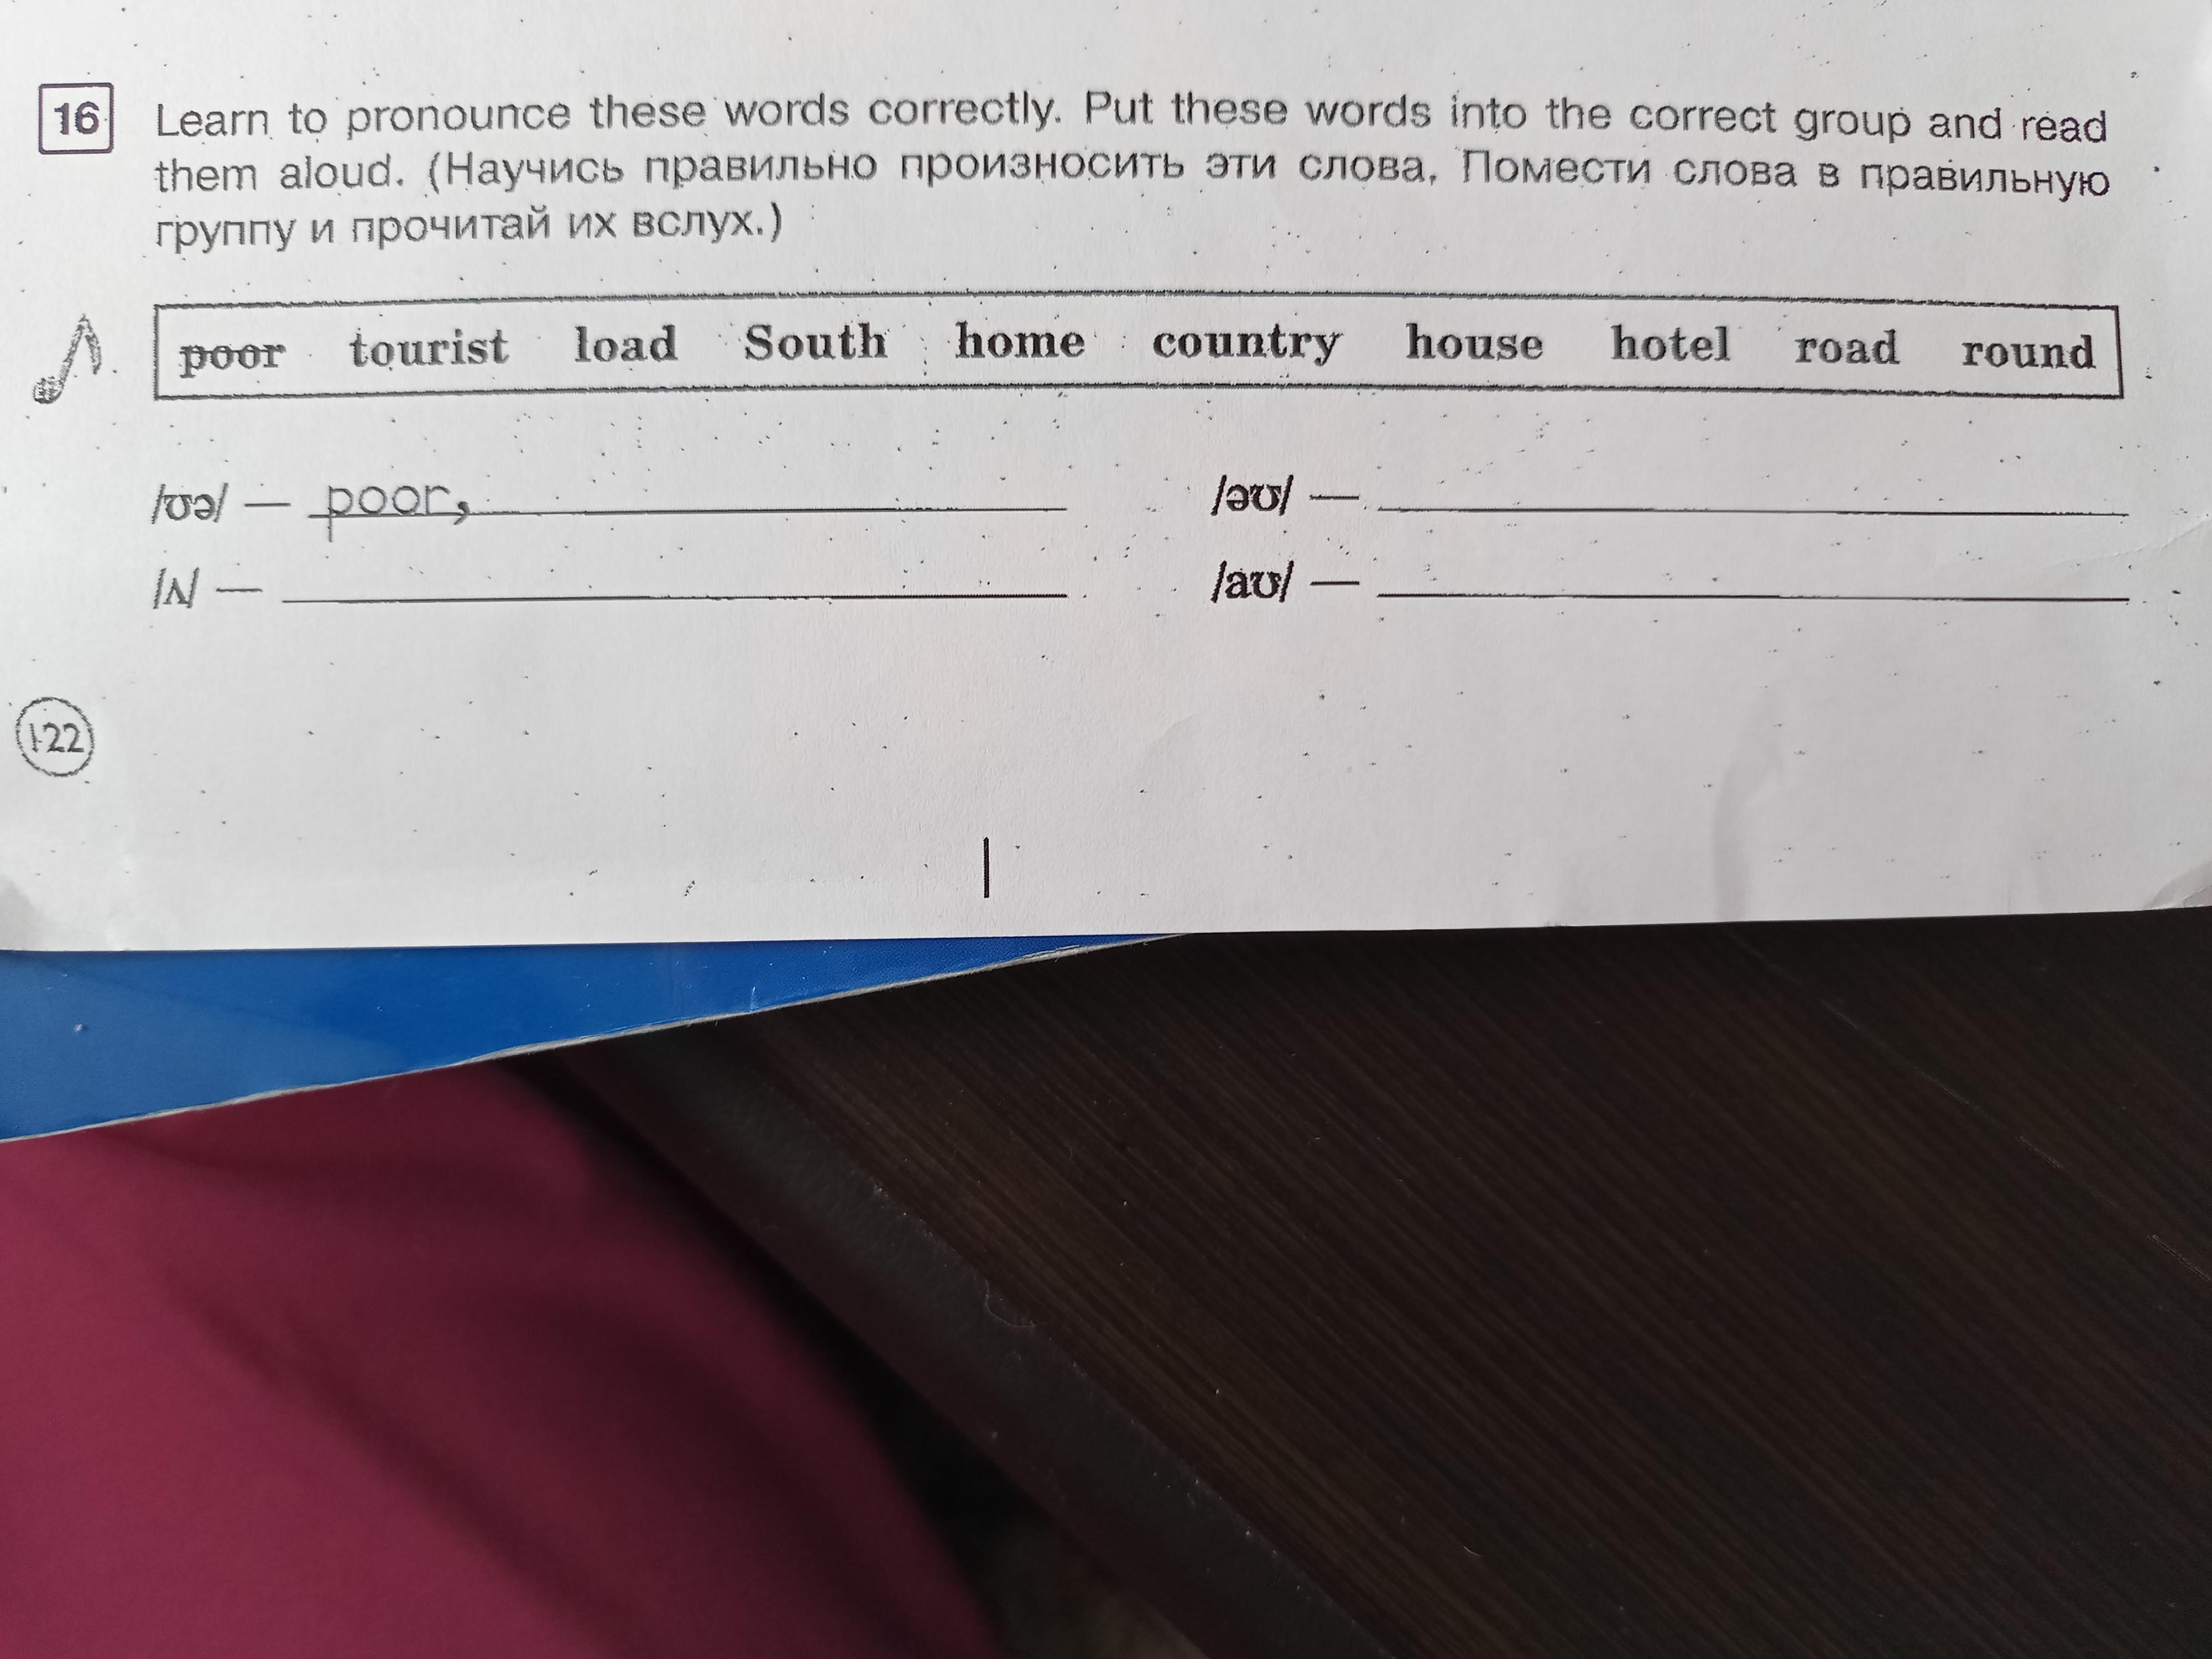 16 Learn to pronounce these words correctly. Put these words into the correct group and read
them aloud. (Научись правильно произносить эти слова. Помести слова в правильную
группу и прочитай их вслух.)
poor tourist load South home country house hotel road round
/ʊə/ — poor, /əʊ/ —
/ʌ/ — /aʊ/ —
122